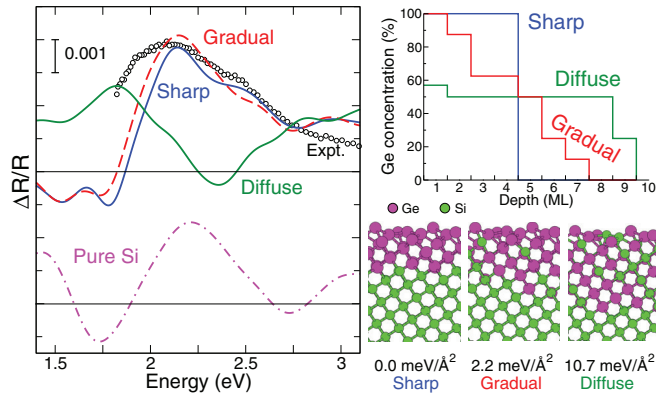 0.001
Gradual
Sharp
Expt.
Diffuse
Pure Si
ΔR/R
1.5
2
2.5
3
Energy (eV)
Ge concentration (%)
100
80
60
40
20
0
Sharp
Diffuse
Gradual
1 2 3 4 5 6 7 8 9 10
Depth (ML)
Ge Si
0.0 meV/Å² 2.2 meV/Å² 10.7 meV/Å²
Sharp Gradual Diffuse